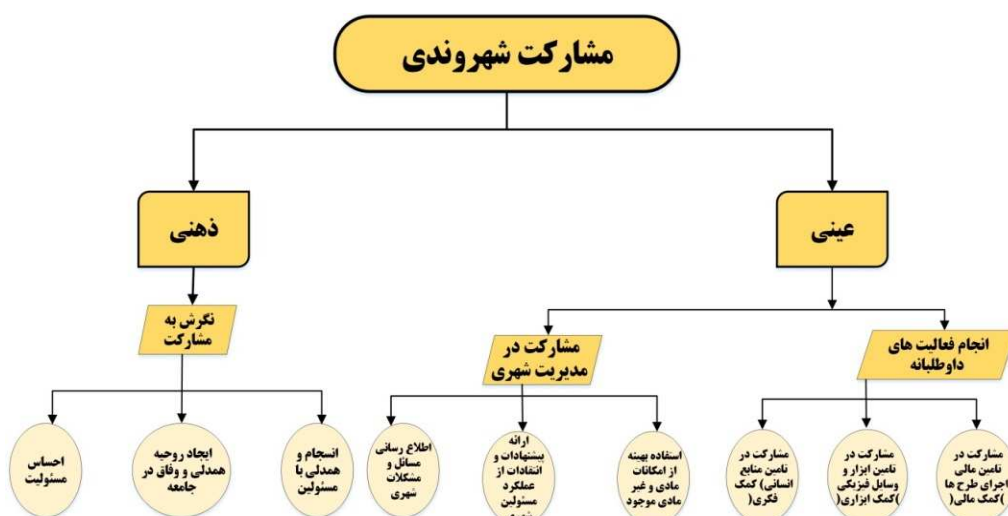 مشارکت شهروندی
عینی
ذهنی
انجام فعالیت های
داوطلبانه
مشارکت در
مدیریت شهری
نگرش به
مشارکت
مشارکت در
تامین مالی
اجرای طرح ها
)کمک مالی(
مشارکت در
تامین ابزار و
وسایل فیزیکی
)کمک ابزاری(
مشارکت در
تامین منابع
انسانی) کمک
فکری(
استفاده بهینه
از امکانات
مادی و غیر
مادی موجود
ارائه
پیشنهادات و
انتقادات از
عملکرد
مسئولین
اطلاع رسانی
مسائل و
مشکلات
شهری
انسجام و
همدلی با
مسئولین
ایجاد روحیه
همدلی و وفاق در
جامعه
احساس
مسئولیت